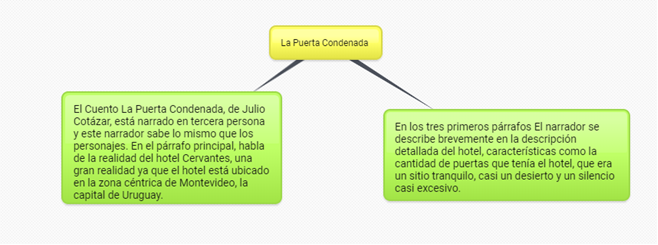 La Puerta Condenada
El Cuento La Puerta Condenada, de Julio
Cotázar, está narrado en tercera persona
y este narrador sabe lo mismo que los
personajes. En el párrafo principal, habla
de la realidad del hotel Cervantes, una
gran realidad ya que el hotel está ubicado
en la zona céntrica de Montevideo, la
capital de Uruguay.
En los tres primeros párrafos El narrador se
describe brevemente en la descripción
detallada del hotel, características como la
cantidad de puertas que tenía el hotel, que era
un sitio tranquilo, casi un desierto y un silencio
casi excesivo.